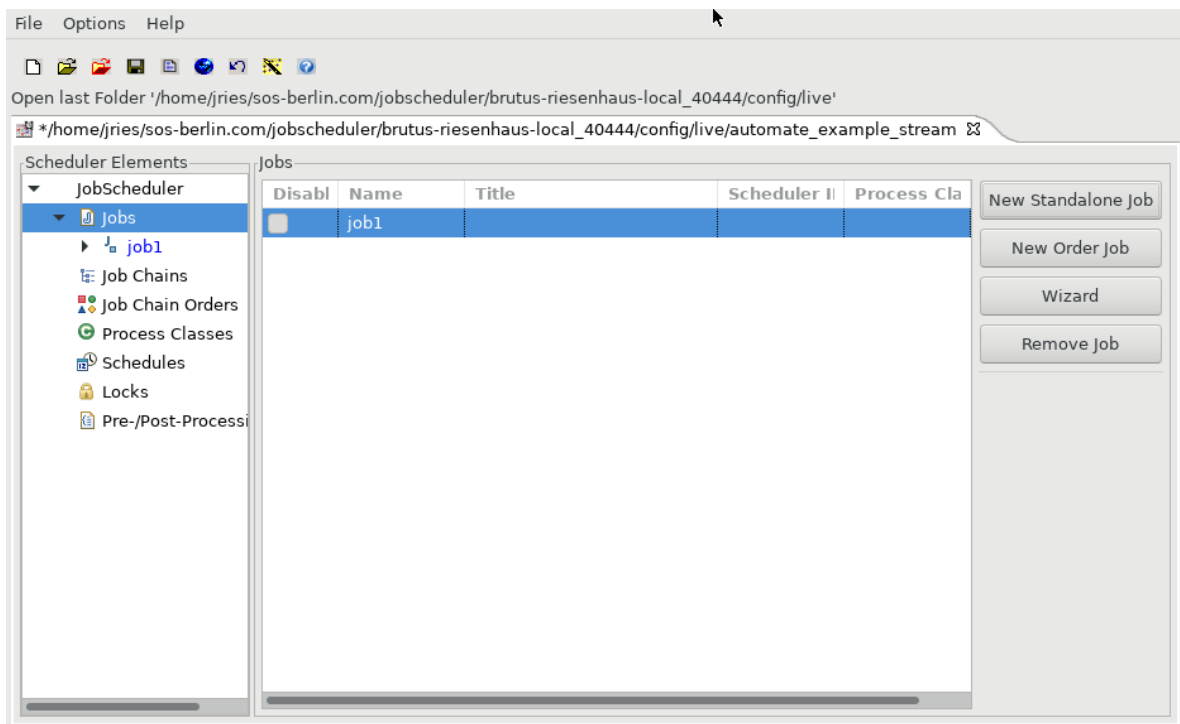 File Options Help
Open last Folder '/home/jries/sos-berlin.com/jobscheduler/brutus-riesenhaus-local_40444/config/live'
*/home/jries/sos-berlin.com/jobscheduler/brutus-riesenhaus-local_40444/config/live/automate_example_stream
Scheduler Elements
JobScheduler
Jobs
job1
Job Chains
Job Chain Orders
Process Classes
Schedules
Locks
Pre-/Post-Processi
Jobs
Disabl Name Title Scheduler II Process Cla
job1
New Standalone Job
New Order Job
Wizard
Remove Job